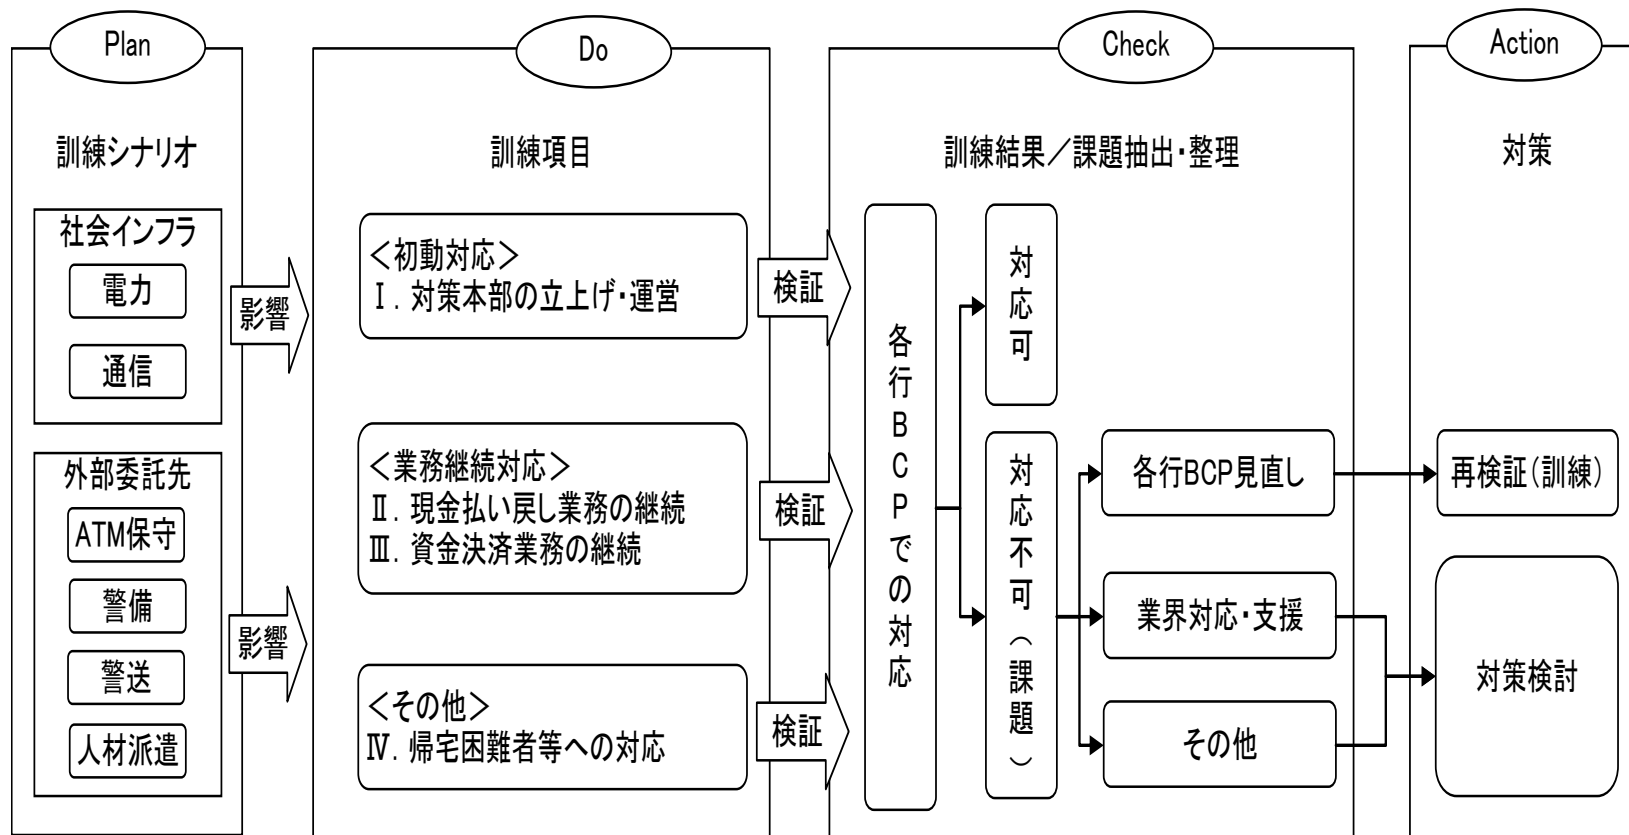 Plan
訓練シナリオ
社会インフラ
電力
通信
外部委託先
ATM保守
警備
警送
人材派遣
影響
影響
Do
訓練項目
＜初動対応＞
Ⅰ. 対策本部の立上げ・運営
＜業務継続対応＞
Ⅱ. 現金払い戻し業務の継続
Ⅲ. 資金決済業務の継続
＜その他＞
Ⅳ. 帰宅困難者等への対応
検証
検証
検証
Check
訓練結果／課題抽出・整理
各行BCPでの対応
対応可
対応不可（課題）
各行BCP見直し
業界対応・支援
その他
Action
対策
再検証（訓練）
対策検討